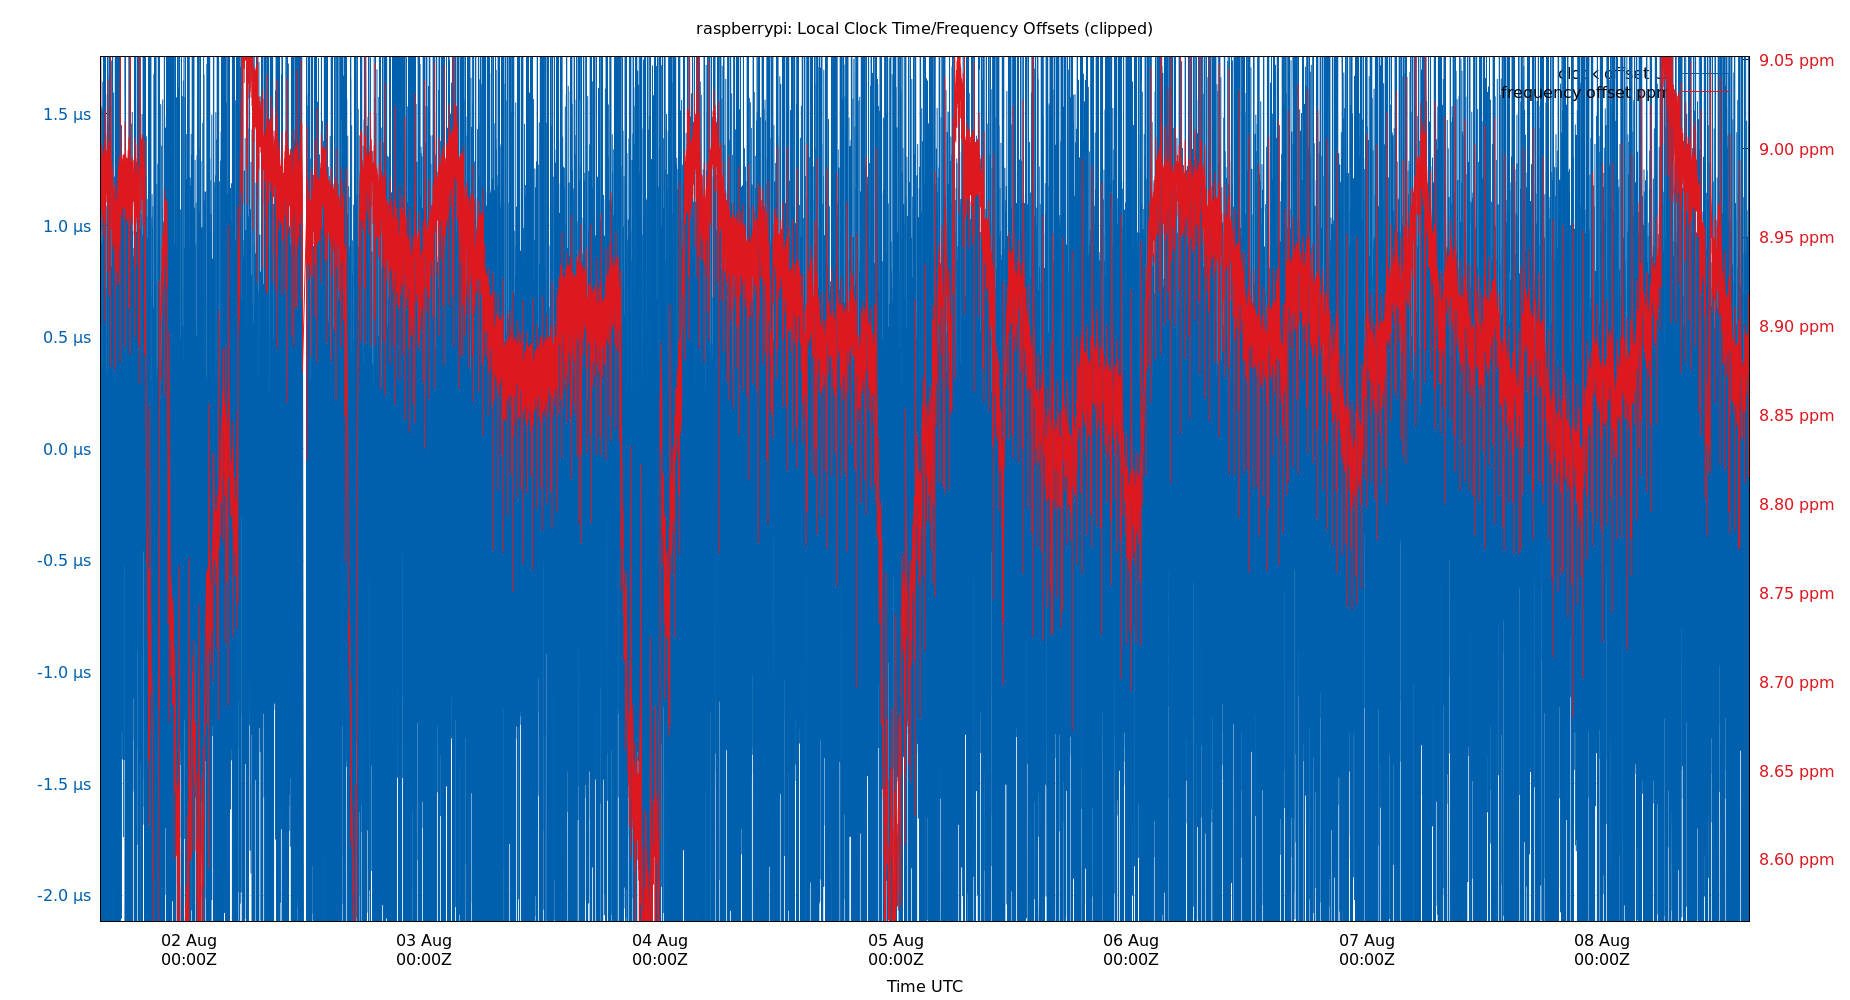 raspberrypi: Local Clock Time/Frequency Offsets (clipped)
9.05 ppm
clock offset
frequency offset ppm
1.5 μs
9.00 ppm
1.0 μs
8.95 ppm
0.5 μs
8.90 ppm
0.0 μs
8.85 ppm
-0.5 μs
8.80 ppm
8.75 ppm
-1.0 μs
8.70 ppm
-1.5 μs
8.65 ppm
-2.0 μs
8.60 ppm
02 Aug 03 Aug 04 Aug 05 Aug 06 Aug 07 Aug 08 Aug
00:00Z 00:00Z 00:00Z 00:00Z 00:00Z 00:00Z 00:00Z
Time UTC